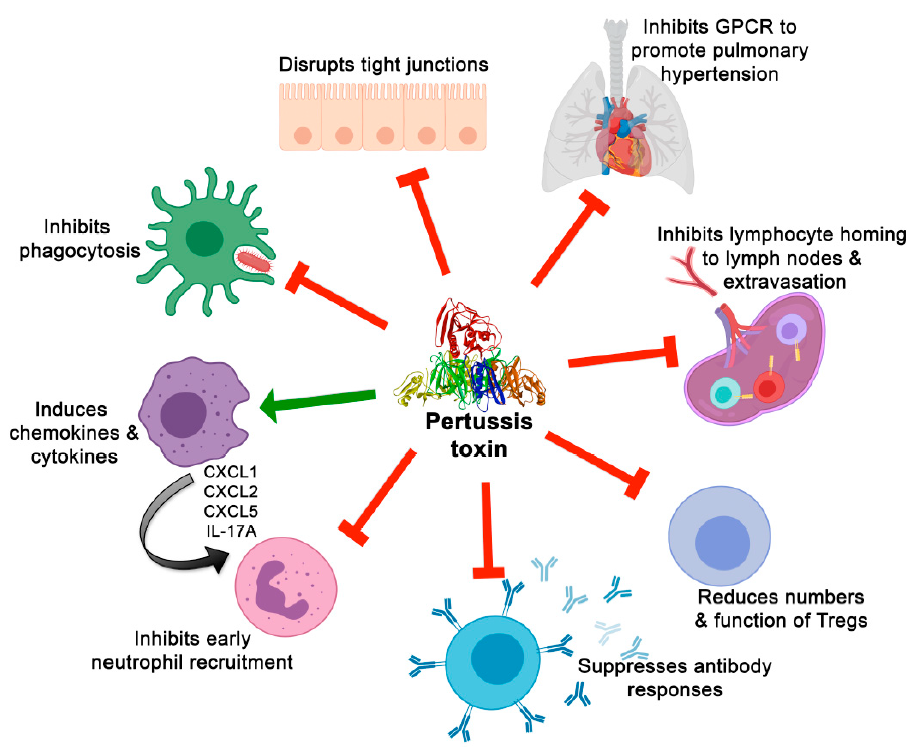 Disrupts tight junctions
Inhibits GPCR to
promote pulmonary
hypertension
Inhibits
phagocytosis
Inhibits lymphocyte homing
to lymph nodes &
extravasation
Pertussis
toxin
Induces
chemokines &
cytokines
CXCL1
CXCL2
CXCL5
IL-17A
Reduces numbers
& function of Tregs
Inhibits early
neutrophil recruitment
Suppresses antibody
responses